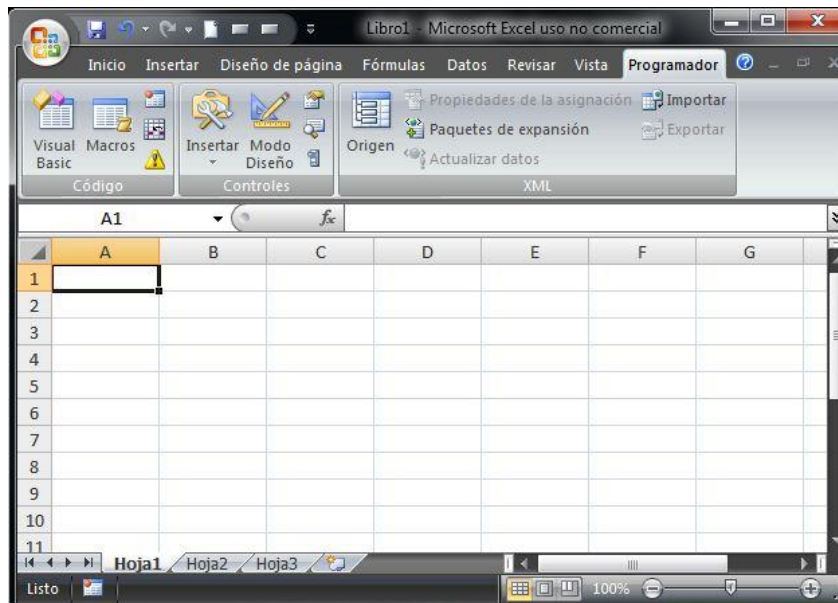 Libro1 - Microsoft Excel uso no comercial
Inicio Insertar Diseño de página Fórmulas Datos Revisar Vista Programador
Visual Basic
Macros
Código
Insertar
Modo Diseño
Controles
Origen
Propiedades de la asignación
Paquetes de expansión
Actualizar datos
Importar
Exportar
XML
A1 fx
A B C D E F G
1
2
3
4
5
6
7
8
9
10
11
Hoja1 Hoja2 Hoja3
Listo 100%